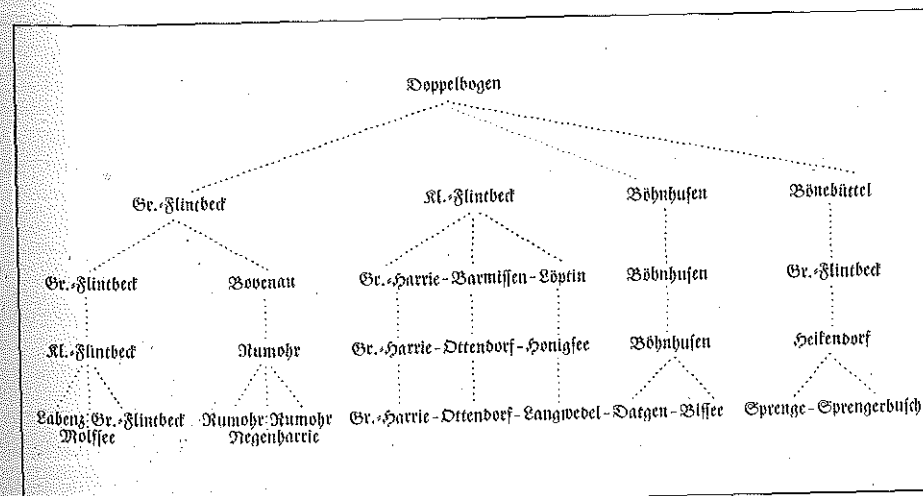 Doppelbogen
Gr.-Flintbeck Kl.-Flintbeck Böhnhusen Bönebüttel
Gr.-Flintbeck Bovenau Gr.-Harrie-Barmissen-Löptin Böhnhusen Gr.-Flintbeck
Kl.-Flintbeck Rumohr Gr.-Harrie-Ottendorf-Honigsee Böhnhusen Heikendorf
Labenz Gr.-Flintbeck Rumohr Rumohr Gr.-Harrie-Ottendorf-Langwedel-Datgen-Blssee Sprenge-Sprengerbusch
Molfsee Negenharrie